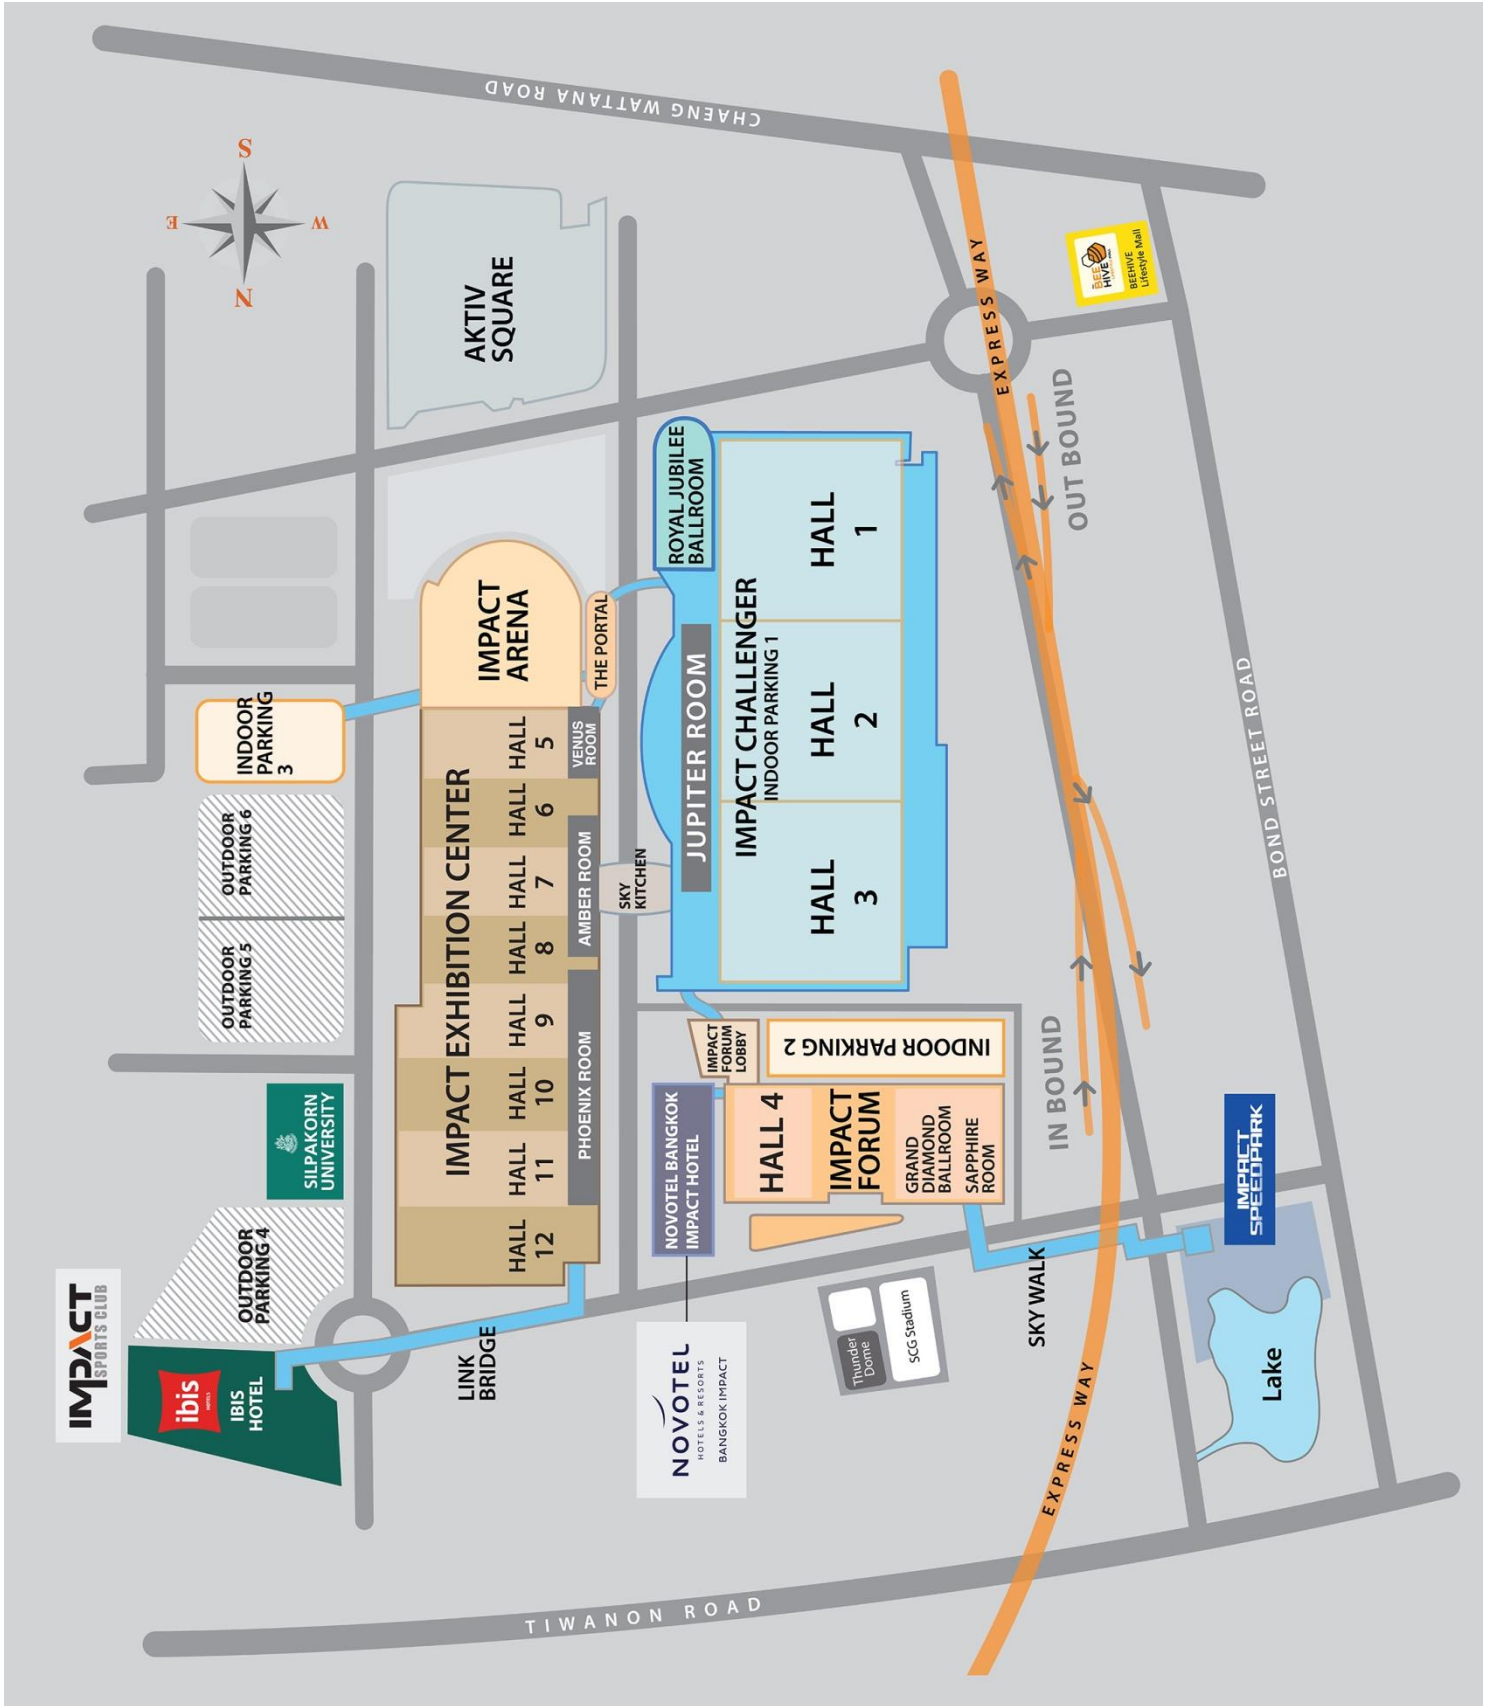 CHAENG WATTANA ROAD
S
E
W
N
AKTIV
SQUARE
EXPRESS WAY
BEE
HIVE
BEEHIVE
Lifestyle Mall
OUT BOUND
ROYAL JUBILEE
BALLROOM
IMPACT
ARENA
THE PORTAL
HALL
1
HALL
2
HALL
3
IMPACT CHALLENGER
INDOOR PARKING 1
JUPITER ROOM
INDOOR
PARKING
3
OUTDOOR
PARKING 6
OUTDOOR
PARKING 5
IMPACT EXHIBITION CENTER
HALL
5
HALL
6
HALL
7
HALL
8
HALL
9
HALL
10
HALL
11
HALL
12
VENUS
ROOM
AMBER ROOM
PHOENIX ROOM
SKY
KITCHEN
BOND STREET ROAD
IN BOUND
IMPACT
FORUM
LOBBY
INDOOR PARKING 2
NOVOTEL BANGKOK
IMPACT HOTEL
HALL 4
IMPACT
FORUM
GRAND
DIAMOND
BALLROOM
SAPPHIRE
ROOM
SILPAKORN
UNIVERSITY
OUTDOOR
PARKING 4
IMPACT
SPEEDPARK
SKY WALK
IMPACT
SPORTS CLUB
ibis
HOTELS
IBIS
HOTEL
LINK
BRIDGE
NOVOTEL
HOTELS & RESORTS
BANGKOK IMPACT
Thunder
Dome
SCG Stadium
Lake
EXPRESS WAY
TIWANON ROAD